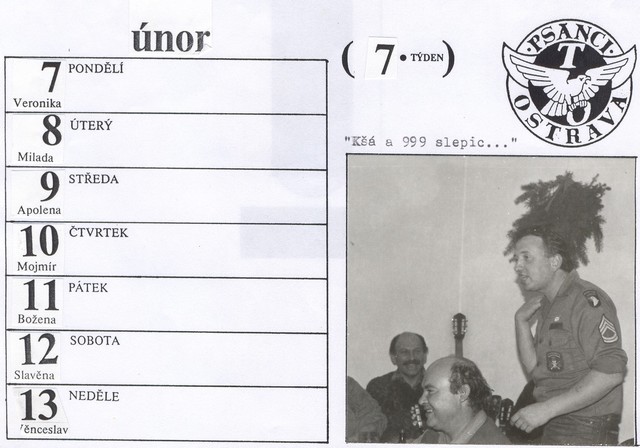 únor
7 PONDĚLÍ
Veronika
8 ÚTERÝ
Milada
9 STŘEDA
Apolena
10 ČTVRTEK
Mojmír
11 PÁTEK
Božena
12 SOBOTA
Slavěna
13 NEDĚLE
'ěnceslav
( 7. TÝDEN )
PSANCI
T
O
OSTRAVA
"Kšá a 999 slepic..."